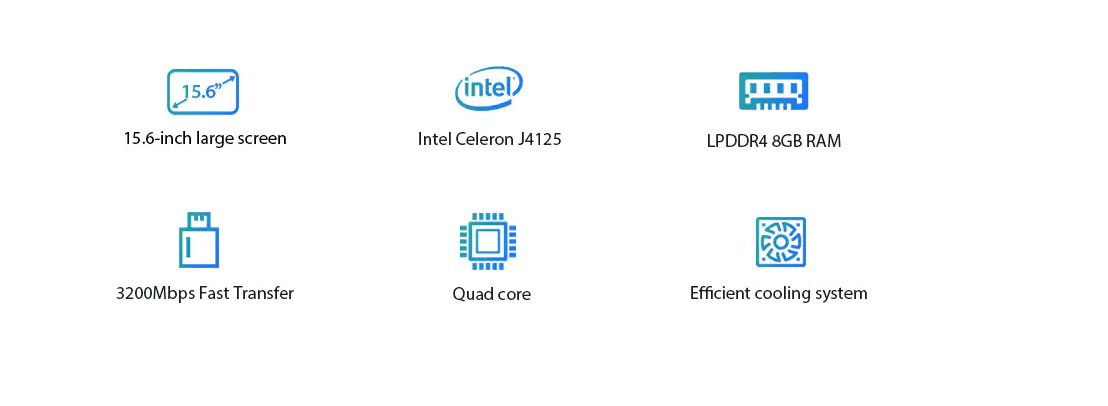 15.6”
intel
15.6-inch large screen
Intel Celeron J4125
LPDDR4 8GB RAM
3200Mbps Fast Transfer
Quad core
Efficient cooling system